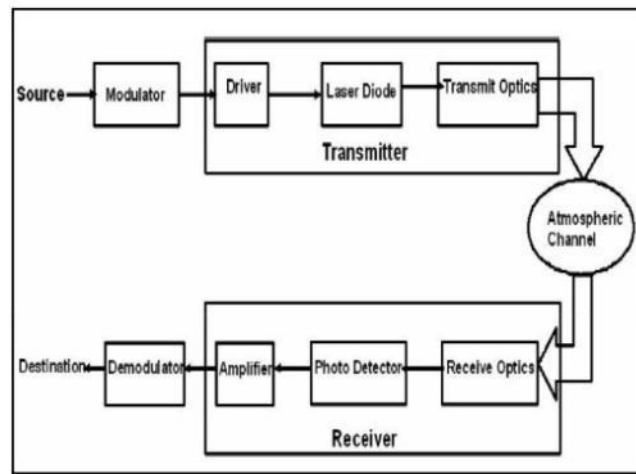 Source
Modulator
Driver
Laser Diode
Transmit Optics
Transmitter
Atmospheric
Channel
Destination
Demodulator
Amplifier
Photo Detector
Receive Optics
Receiver